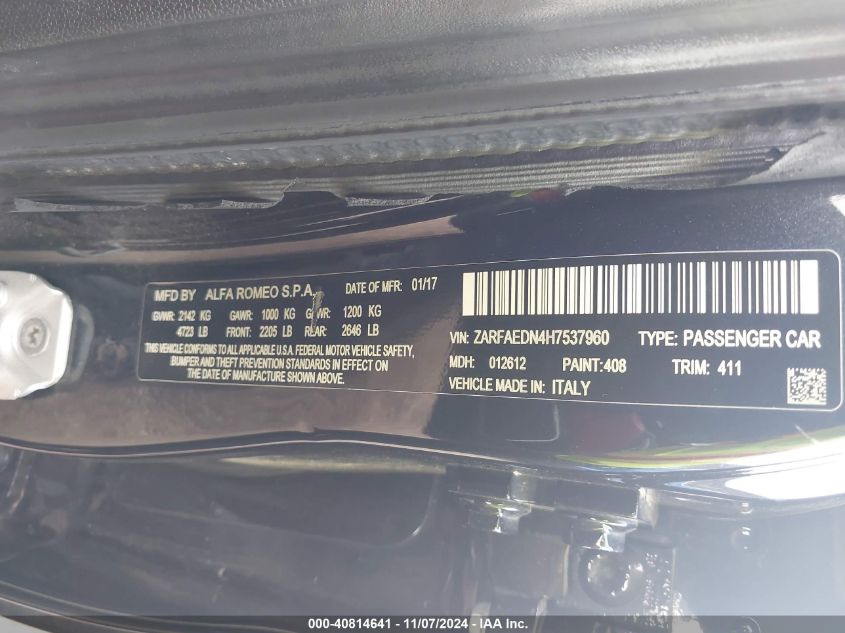 MFD BY ALFA ROMEO S.P.A. DATE OF MFR: 01/17
GVWR: 2142 KG GAWR: 1000 KG GAWR: 1200 KG
4723 LB FRONT: 2205 LB REAR: 2646 LB
THIS VEHICLE CONFORMS TO ALL APPLICABLE U.S.A. FEDERAL MOTOR VEHICLE SAFETY,
BUMPER AND THEFT PREVENTION STANDARDS IN EFFECT ON
THE DATE OF MANUFACTURE SHOWN ABOVE.
VIN: ZARFAEDN4H7537960 TYPE: PASSENGER CAR
MDH: 012612 PAINT:408 TRIM: 411
VEHICLE MADE IN: ITALY
000-40814641 - 11/07/2024 - IAA Inc.